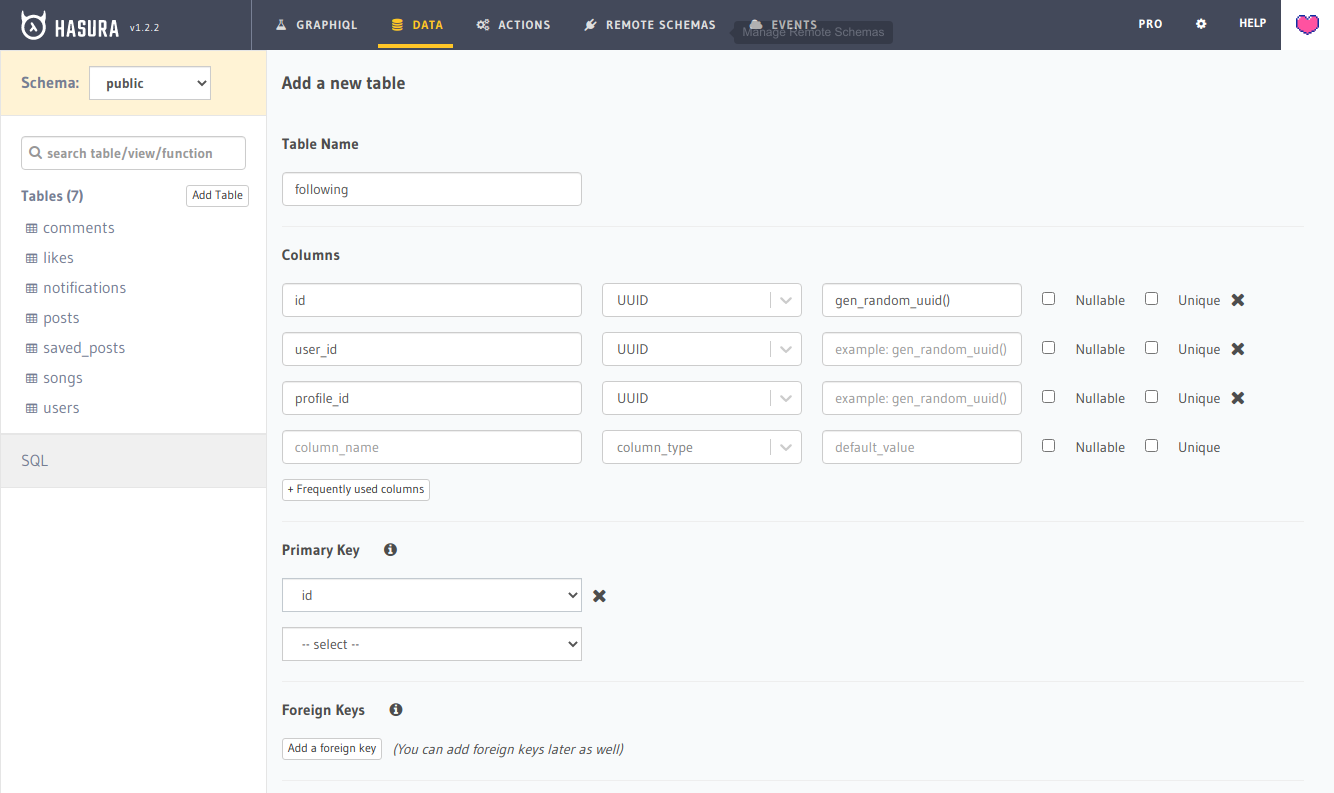 HASURA v1.2.2 GRAPHIQL DATA ACTIONS REMOTE SCHEMAS EVENTS PRO HELP
Manage Remote Schemas
Schema: public
Add a new table
Table Name
search table/view/function
following
Tables (7) Add Table
comments
likes
notifications
posts
saved_posts
songs
users
SQL
Columns
id UUID gen_random_uuid() Nullable Unique
user_id UUID example: gen_random_uuid() Nullable Unique
profile_id UUID example: gen_random_uuid() Nullable Unique
column_name column_type default_value Nullable Unique
+ Frequently used columns
Primary Key
id
-- select --
Foreign Keys
Add a foreign key (You can add foreign keys later as well)